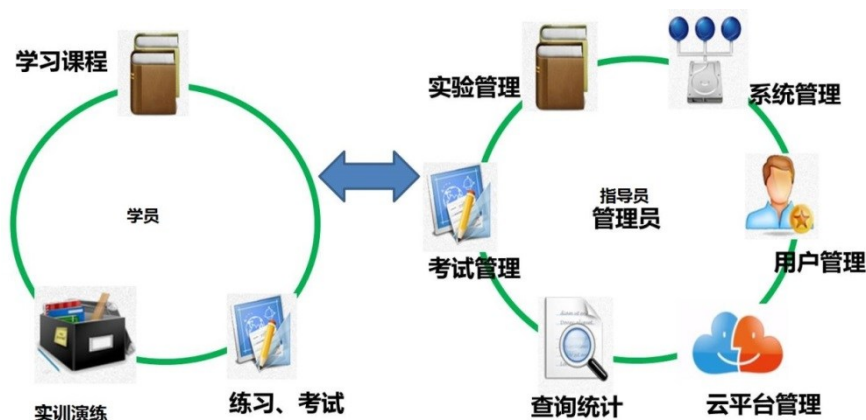 学习课程
学员
实训演练
练习、考试
实验管理
系统管理
指导员
管理员
考试管理
用户管理
查询统计
云平台管理